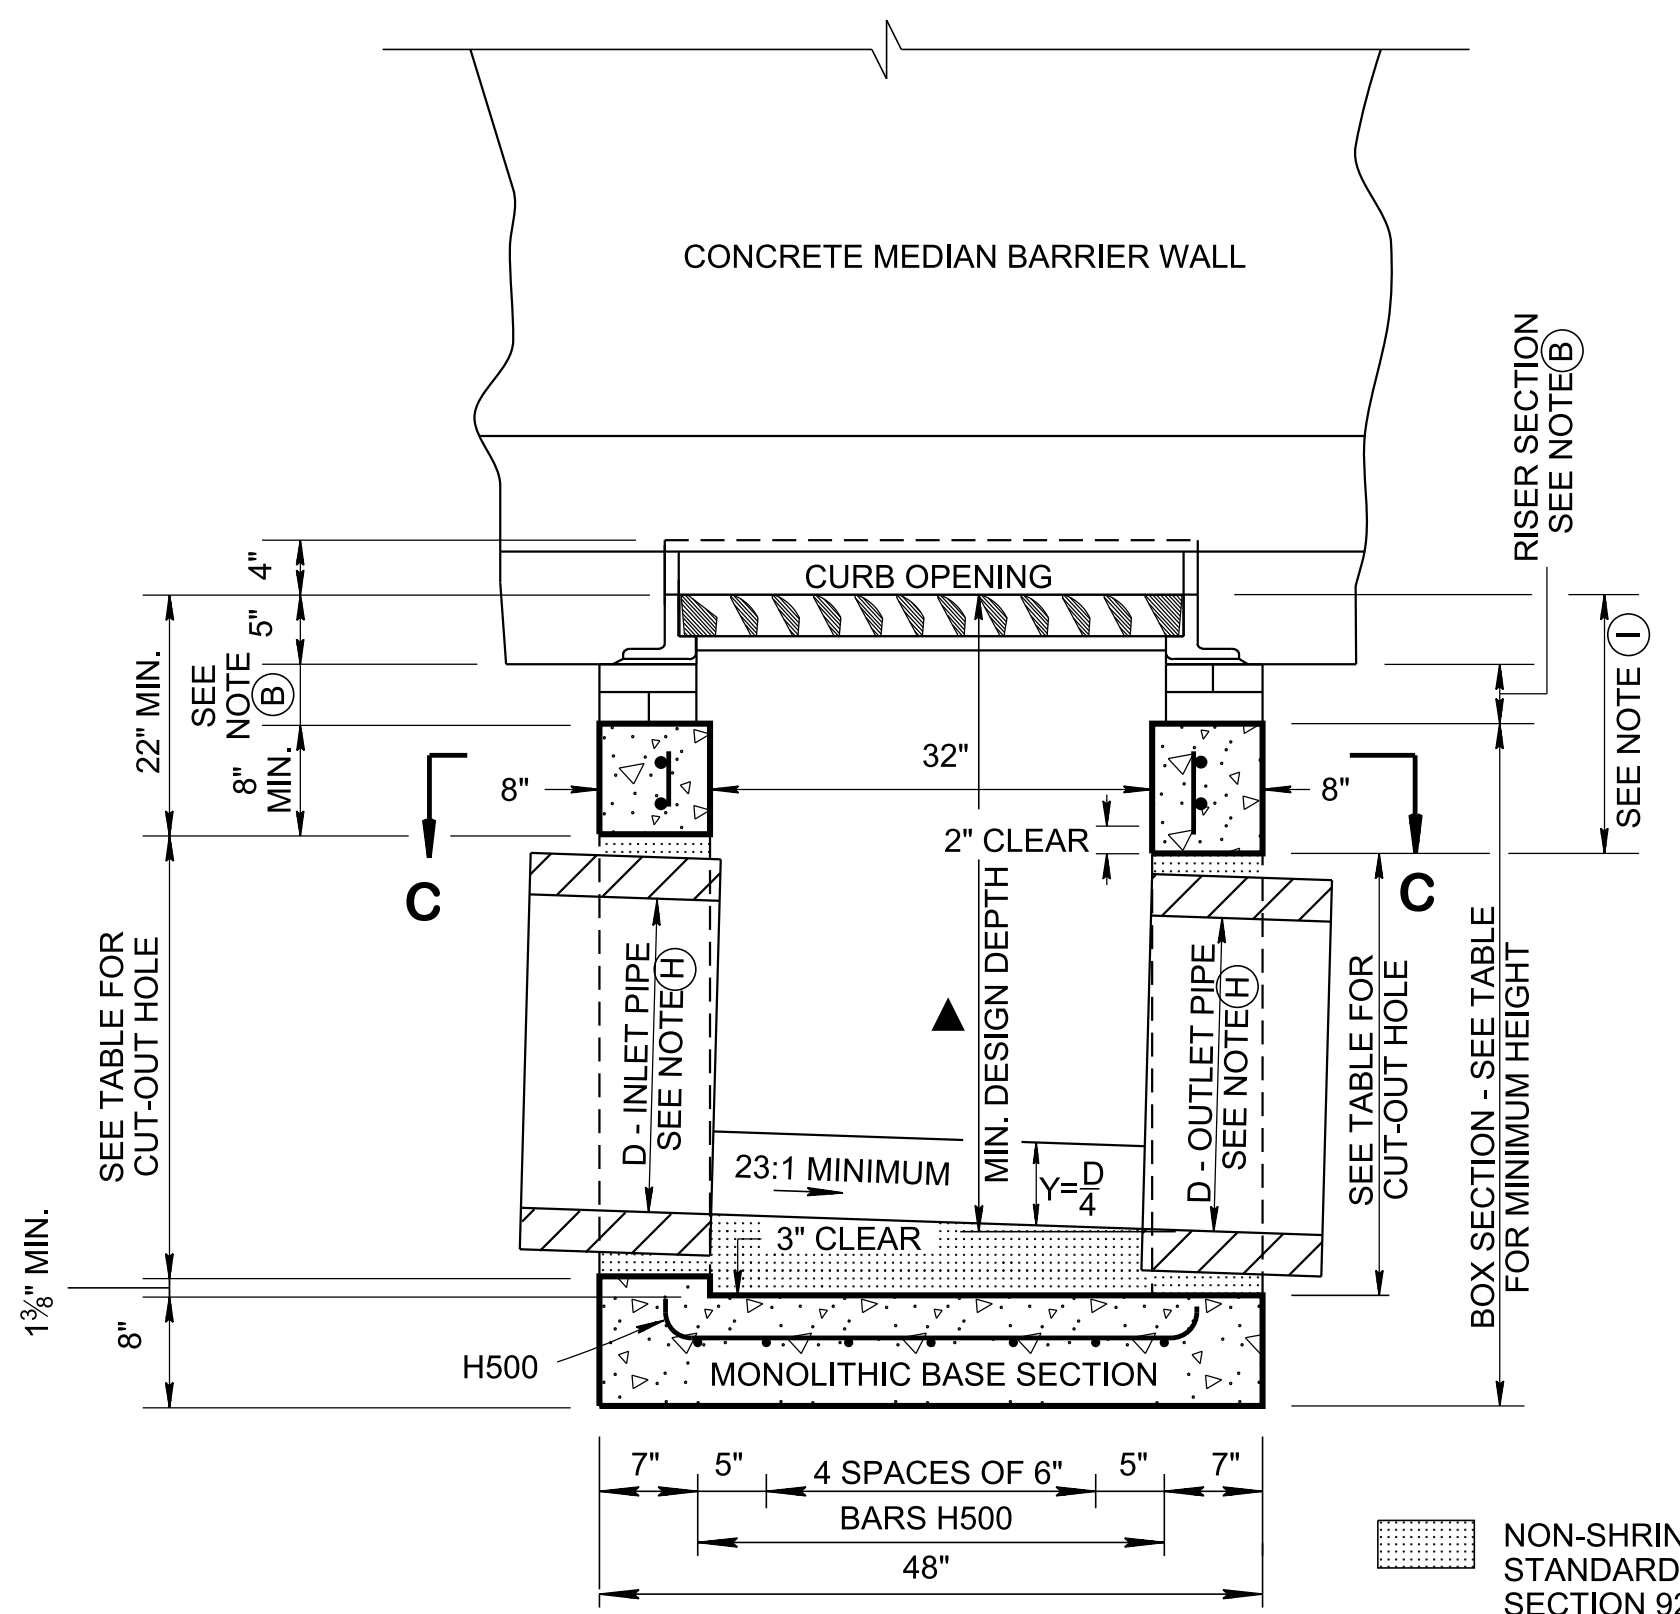 CONCRETE MEDIAN BARRIER WALL
RISER SECTION
SEE NOTE B
4"
CURB OPENING
5"
22" MIN.
SEE
NOTE
B
8"
MIN.
SEE NOTE I
8"
32"
8"
2" CLEAR
C
C
SEE TABLE FOR
CUT-OUT HOLE
D - INLET PIPE
SEE NOTE H
MIN. DESIGN DEPTH
D - OUTLET PIPE
SEE NOTE H
SEE TABLE FOR
CUT-OUT HOLE
BOX SECTION - SEE TABLE
FOR MINIMUM HEIGHT
23:1 MINIMUM
Y=D/4
3" CLEAR
1⅜" MIN.
8"
H500
MONOLITHIC BASE SECTION
7" 5" 4 SPACES OF 6" 5" 7"
BARS H500
48"
NON-SHRIN
STANDARD
SECTION 92